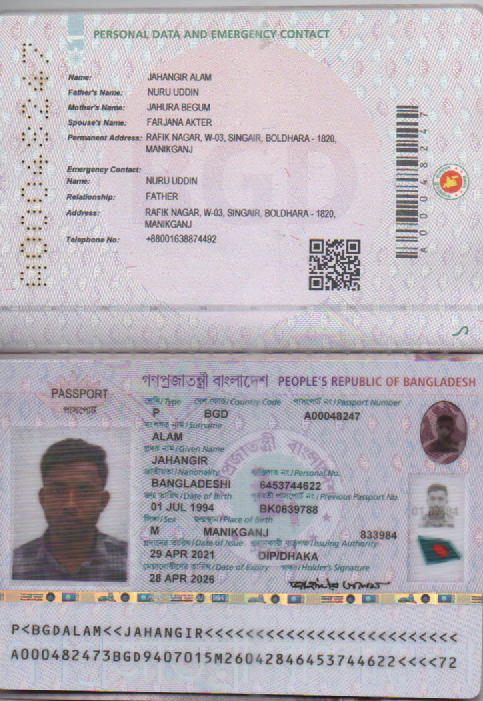 PERSONAL DATA AND EMERGENCY CONTACT
Name: JAHANGIR ALAM
Father's Name: NURU UDDIN
Mother's Name: JAHURA BEGUM
Spouse's Name: FARJANA AKTER
Permanent Address: RAFIK NAGAR, W-03, SINGAIR, BOLDHARA - 1820,
MANIKGANJ
Emergency Contact:
Name: NURU UDDIN
Relationship: FATHER
Address: RAFIK NAGAR, W-03, SINGAIR, BOLDHARA - 1820,
MANIKGANJ
Telephone No: +88001638874492
A00048247
গণপ্রজাতন্ত্রী বাংলাদেশ PEOPLE'S REPUBLIC OF BANGLADESH
PASSPORT
পাসপোর্ট
শ্রেণি/Type দেশ কোড/Country Code পাসপোর্ট নং/Passport Number
P BGD A00048247
বংশগত নাম/Surname
ALAM
প্রদত্ত নাম/Given Name
JAHANGIR
জাতীয়তা/Nationality ব্যক্তিগত নং/Personal No.
BANGLADESHI 6453744622
জন্ম তারিখ/Date of Birth পূর্ববর্তী পাসপোর্ট নং/Previous Passport No.
01 JUL 1994 BK0639788
লিঙ্গ/Sex জন্মস্থান/Place of Birth
M MANIKGANJ 833984
প্রদানের তারিখ/Date of Issue প্রদানকারী কর্তৃপক্ষ/Issuing Authority
29 APR 2021 DIP/DHAKA
মেয়াদোত্তীর্ণের তারিখ/Date of Expiry স্বাক্ষর/Holder's Signature
28 APR 2026
P<BGDALAM<<JAHANGIR<<<<<<<<<<<<<<<<<<<<<<<<<
A000482473BGD9407015M26042846453744622<<<<72